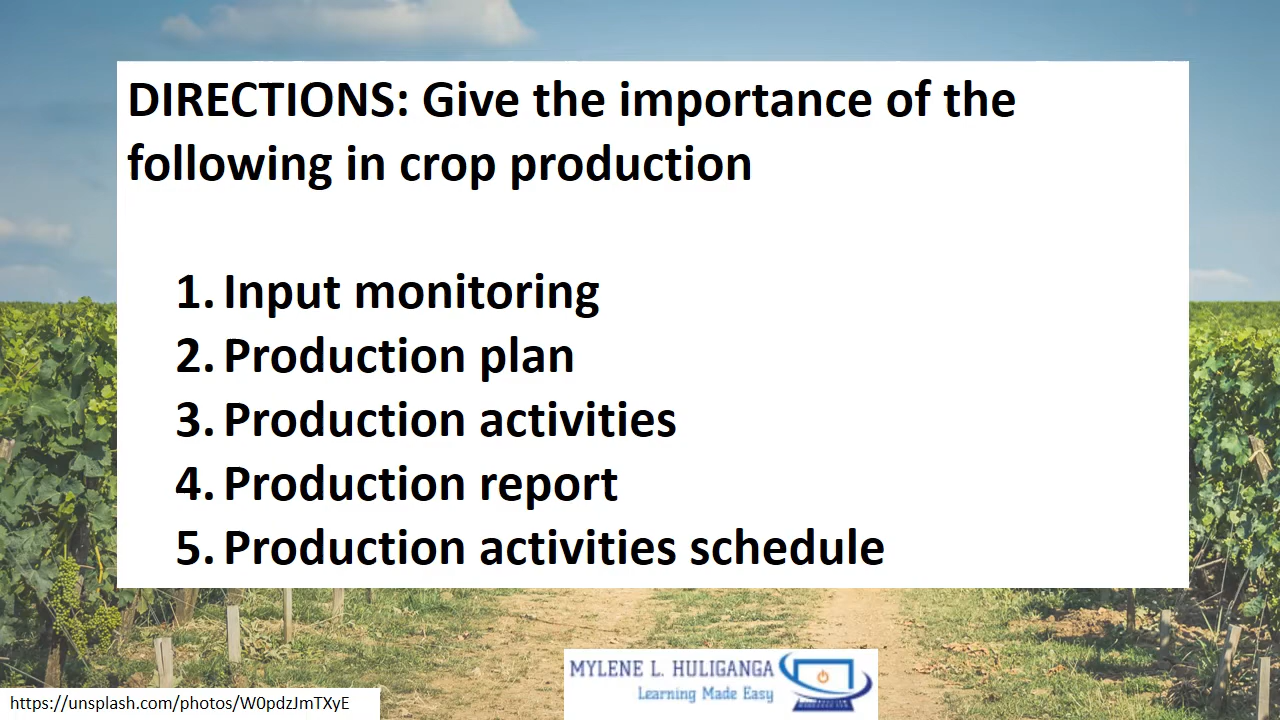 DIRECTIONS: Give the importance of the
following in crop production
1. Input monitoring
2. Production plan
3. Production activities
4. Production report
5. Production activities schedule
MYLENE L. HULIGANGA
Learning Made Easy
https://unsplash.com/photos/W0pdzJmTXyE